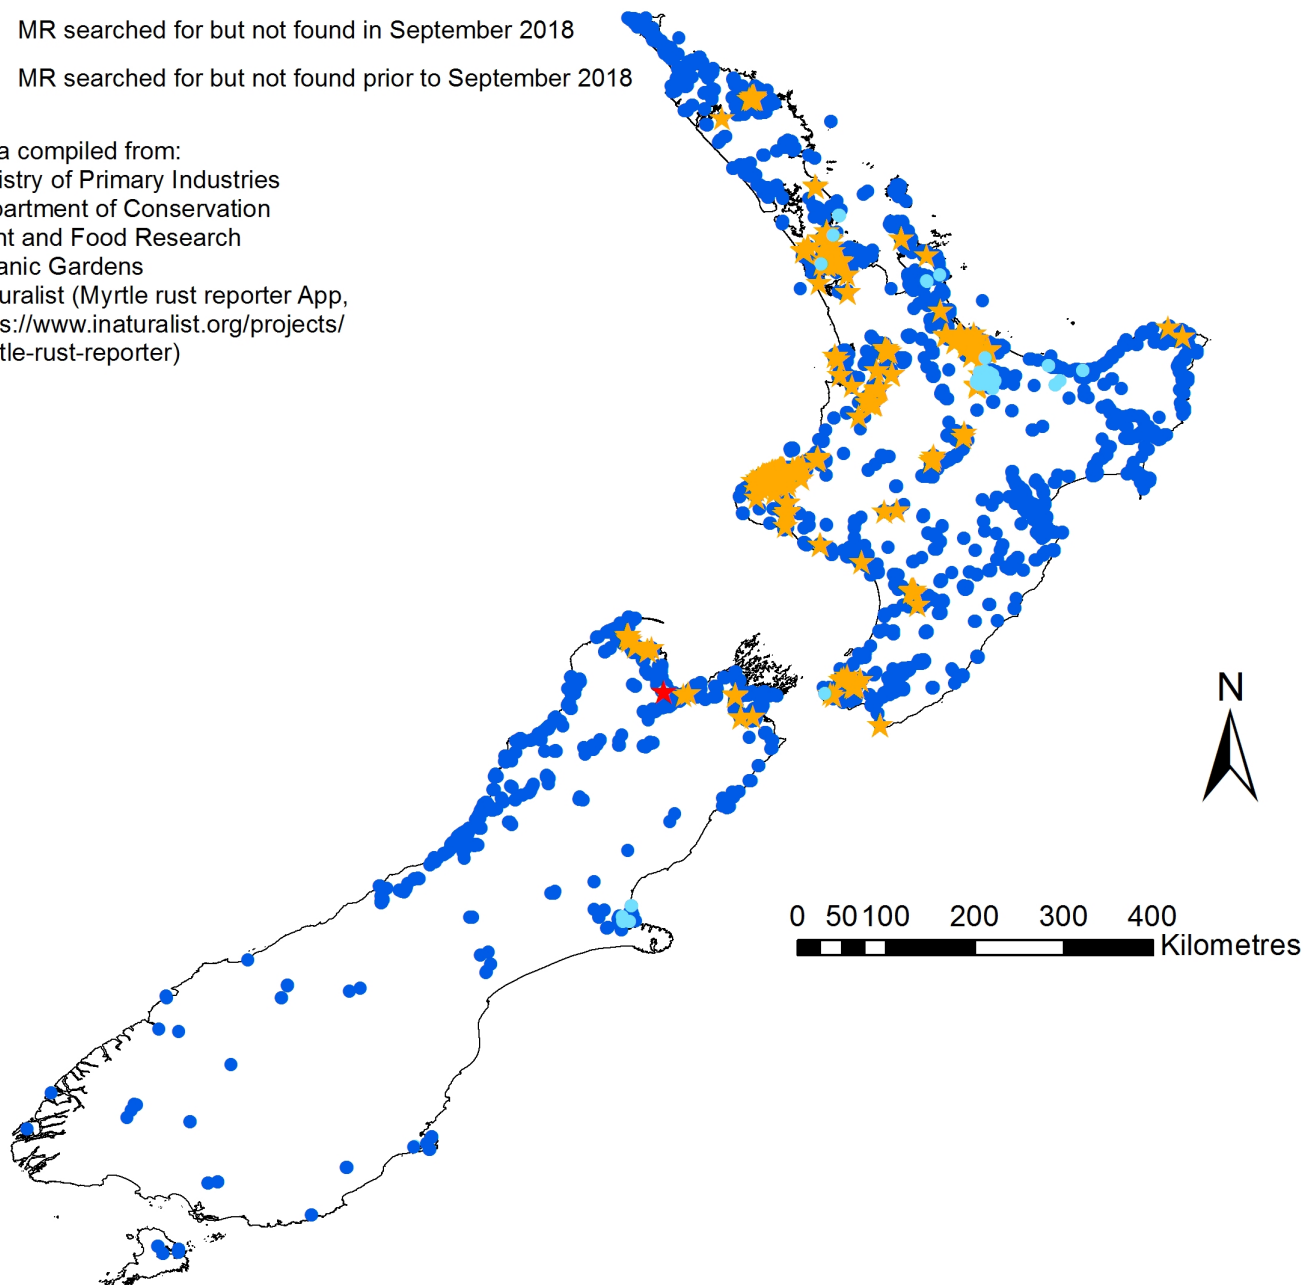 MR searched for but not found in September 2018
MR searched for but not found prior to September 2018
a compiled from:
istry of Primary Industries
partment of Conservation
nt and Food Research
anic Gardens
uralist (Myrtle rust reporter App,
s://www.inaturalist.org/projects/
tle-rust-reporter)
N
0 50 100 200 300 400
Kilometres